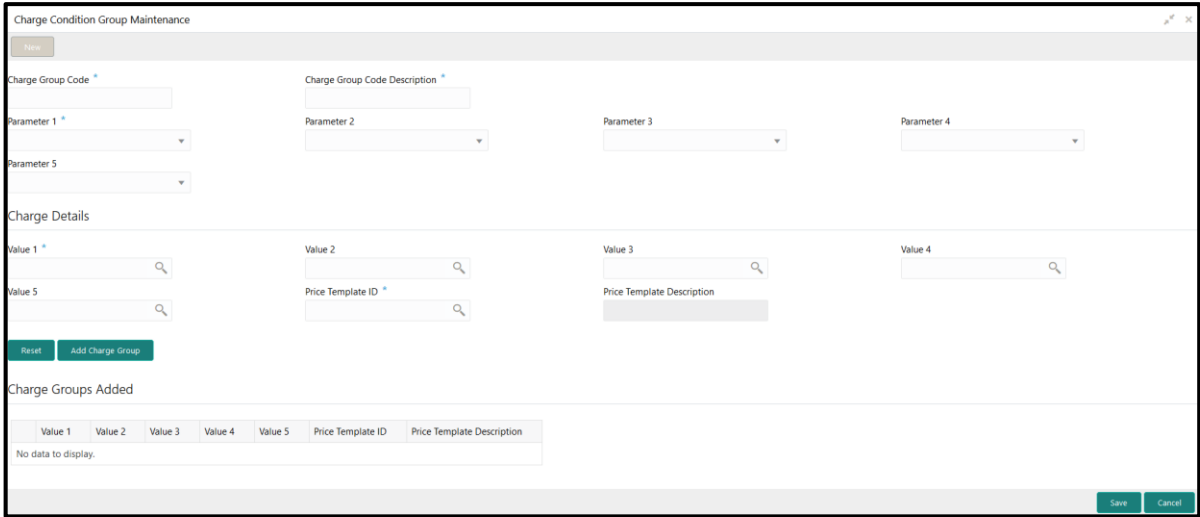 Charge Condition Group Maintenance
New
Charge Group Code * Charge Group Code Description *
Parameter 1 * Parameter 2 Parameter 3 Parameter 4
Parameter 5
Charge Details
Value 1 * Value 2 Value 3 Value 4
Value 5 Price Template ID * Price Template Description
Reset Add Charge Group
Charge Groups Added
Value 1 Value 2 Value 3 Value 4 Value 5 Price Template ID Price Template Description
No data to display.
Save Cancel